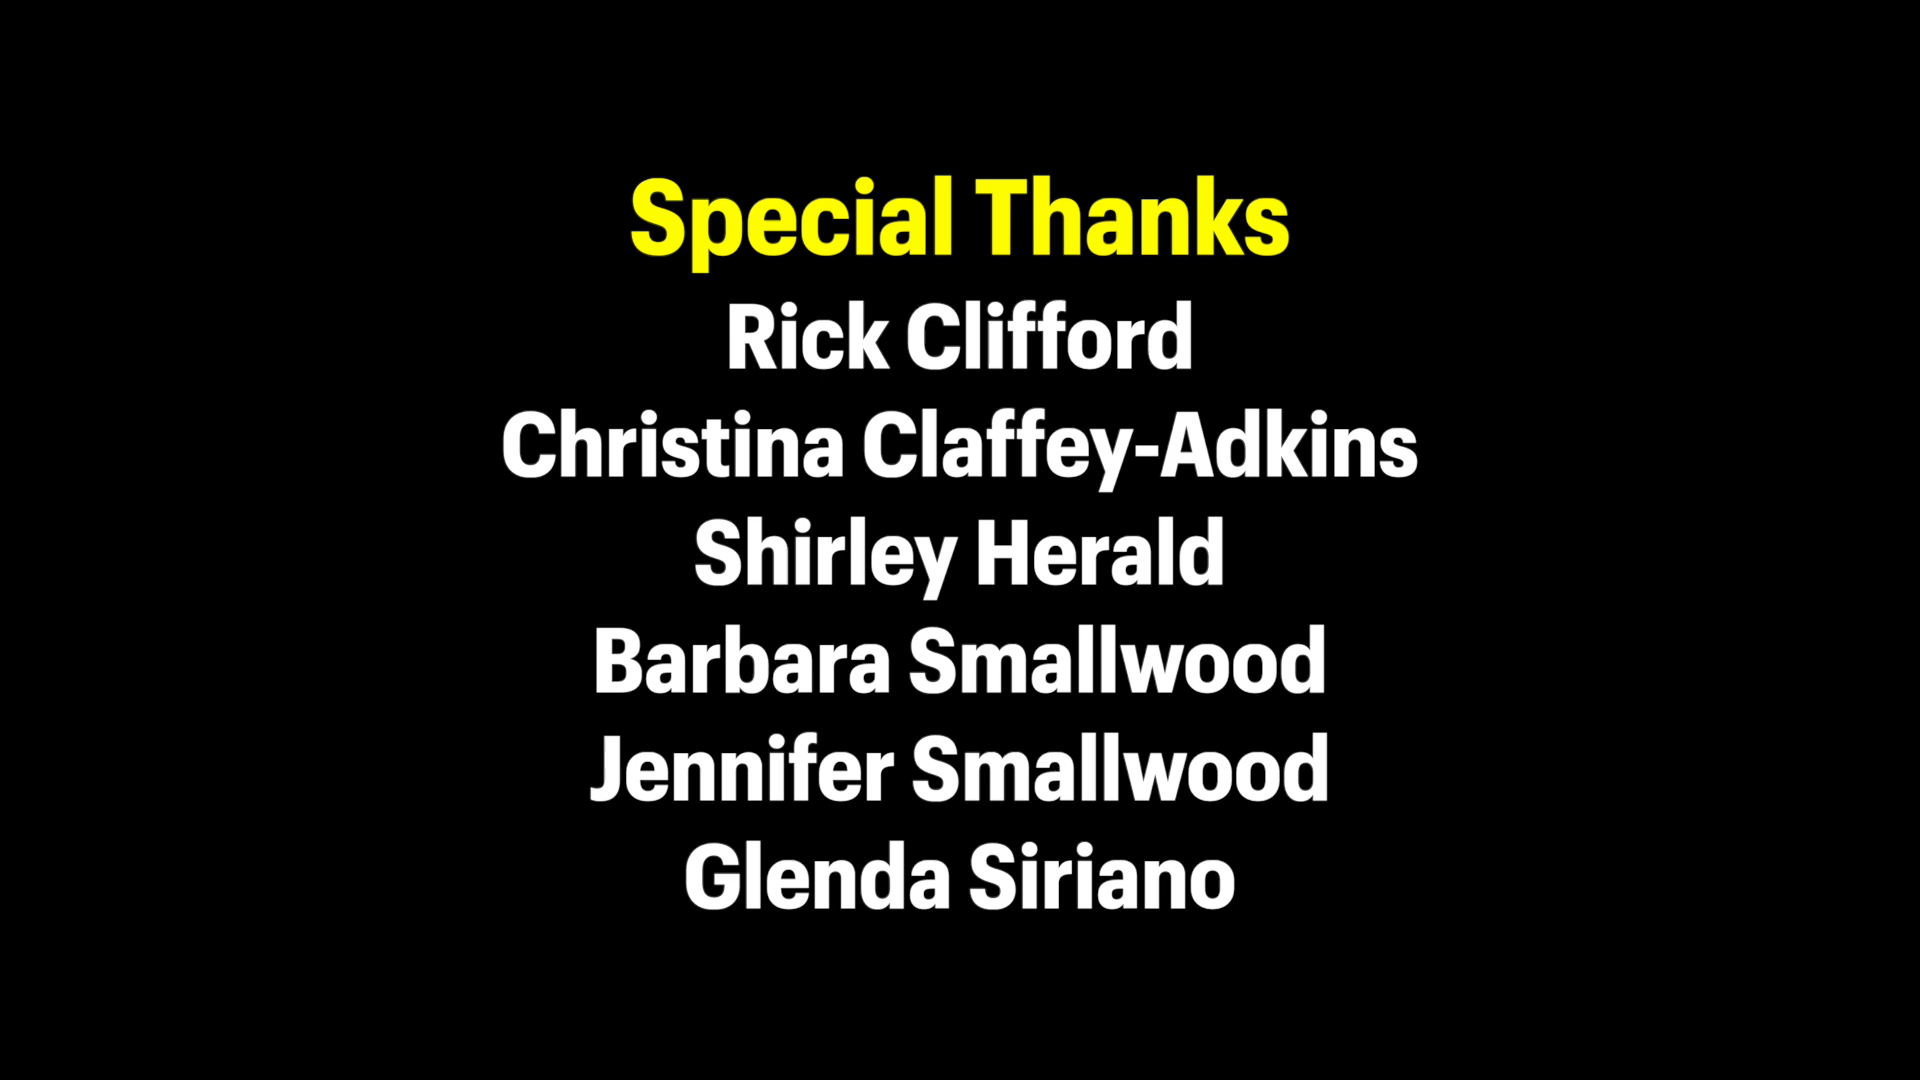 Special Thanks
Rick Clifford
Christina Claffey-Adkins
Shirley Herald
Barbara Smallwood
Jennifer Smallwood
Glenda Siriano